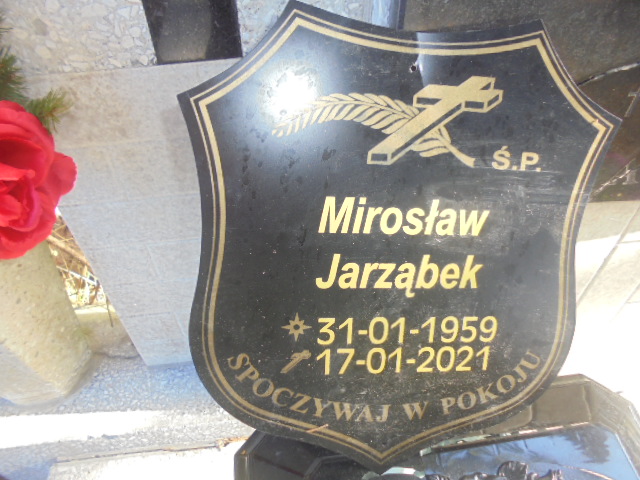 Ś.P.
Mirosław
Jarząbek
31-01-1959
17-01-2021
SPOCZYWAJ W POKOJU